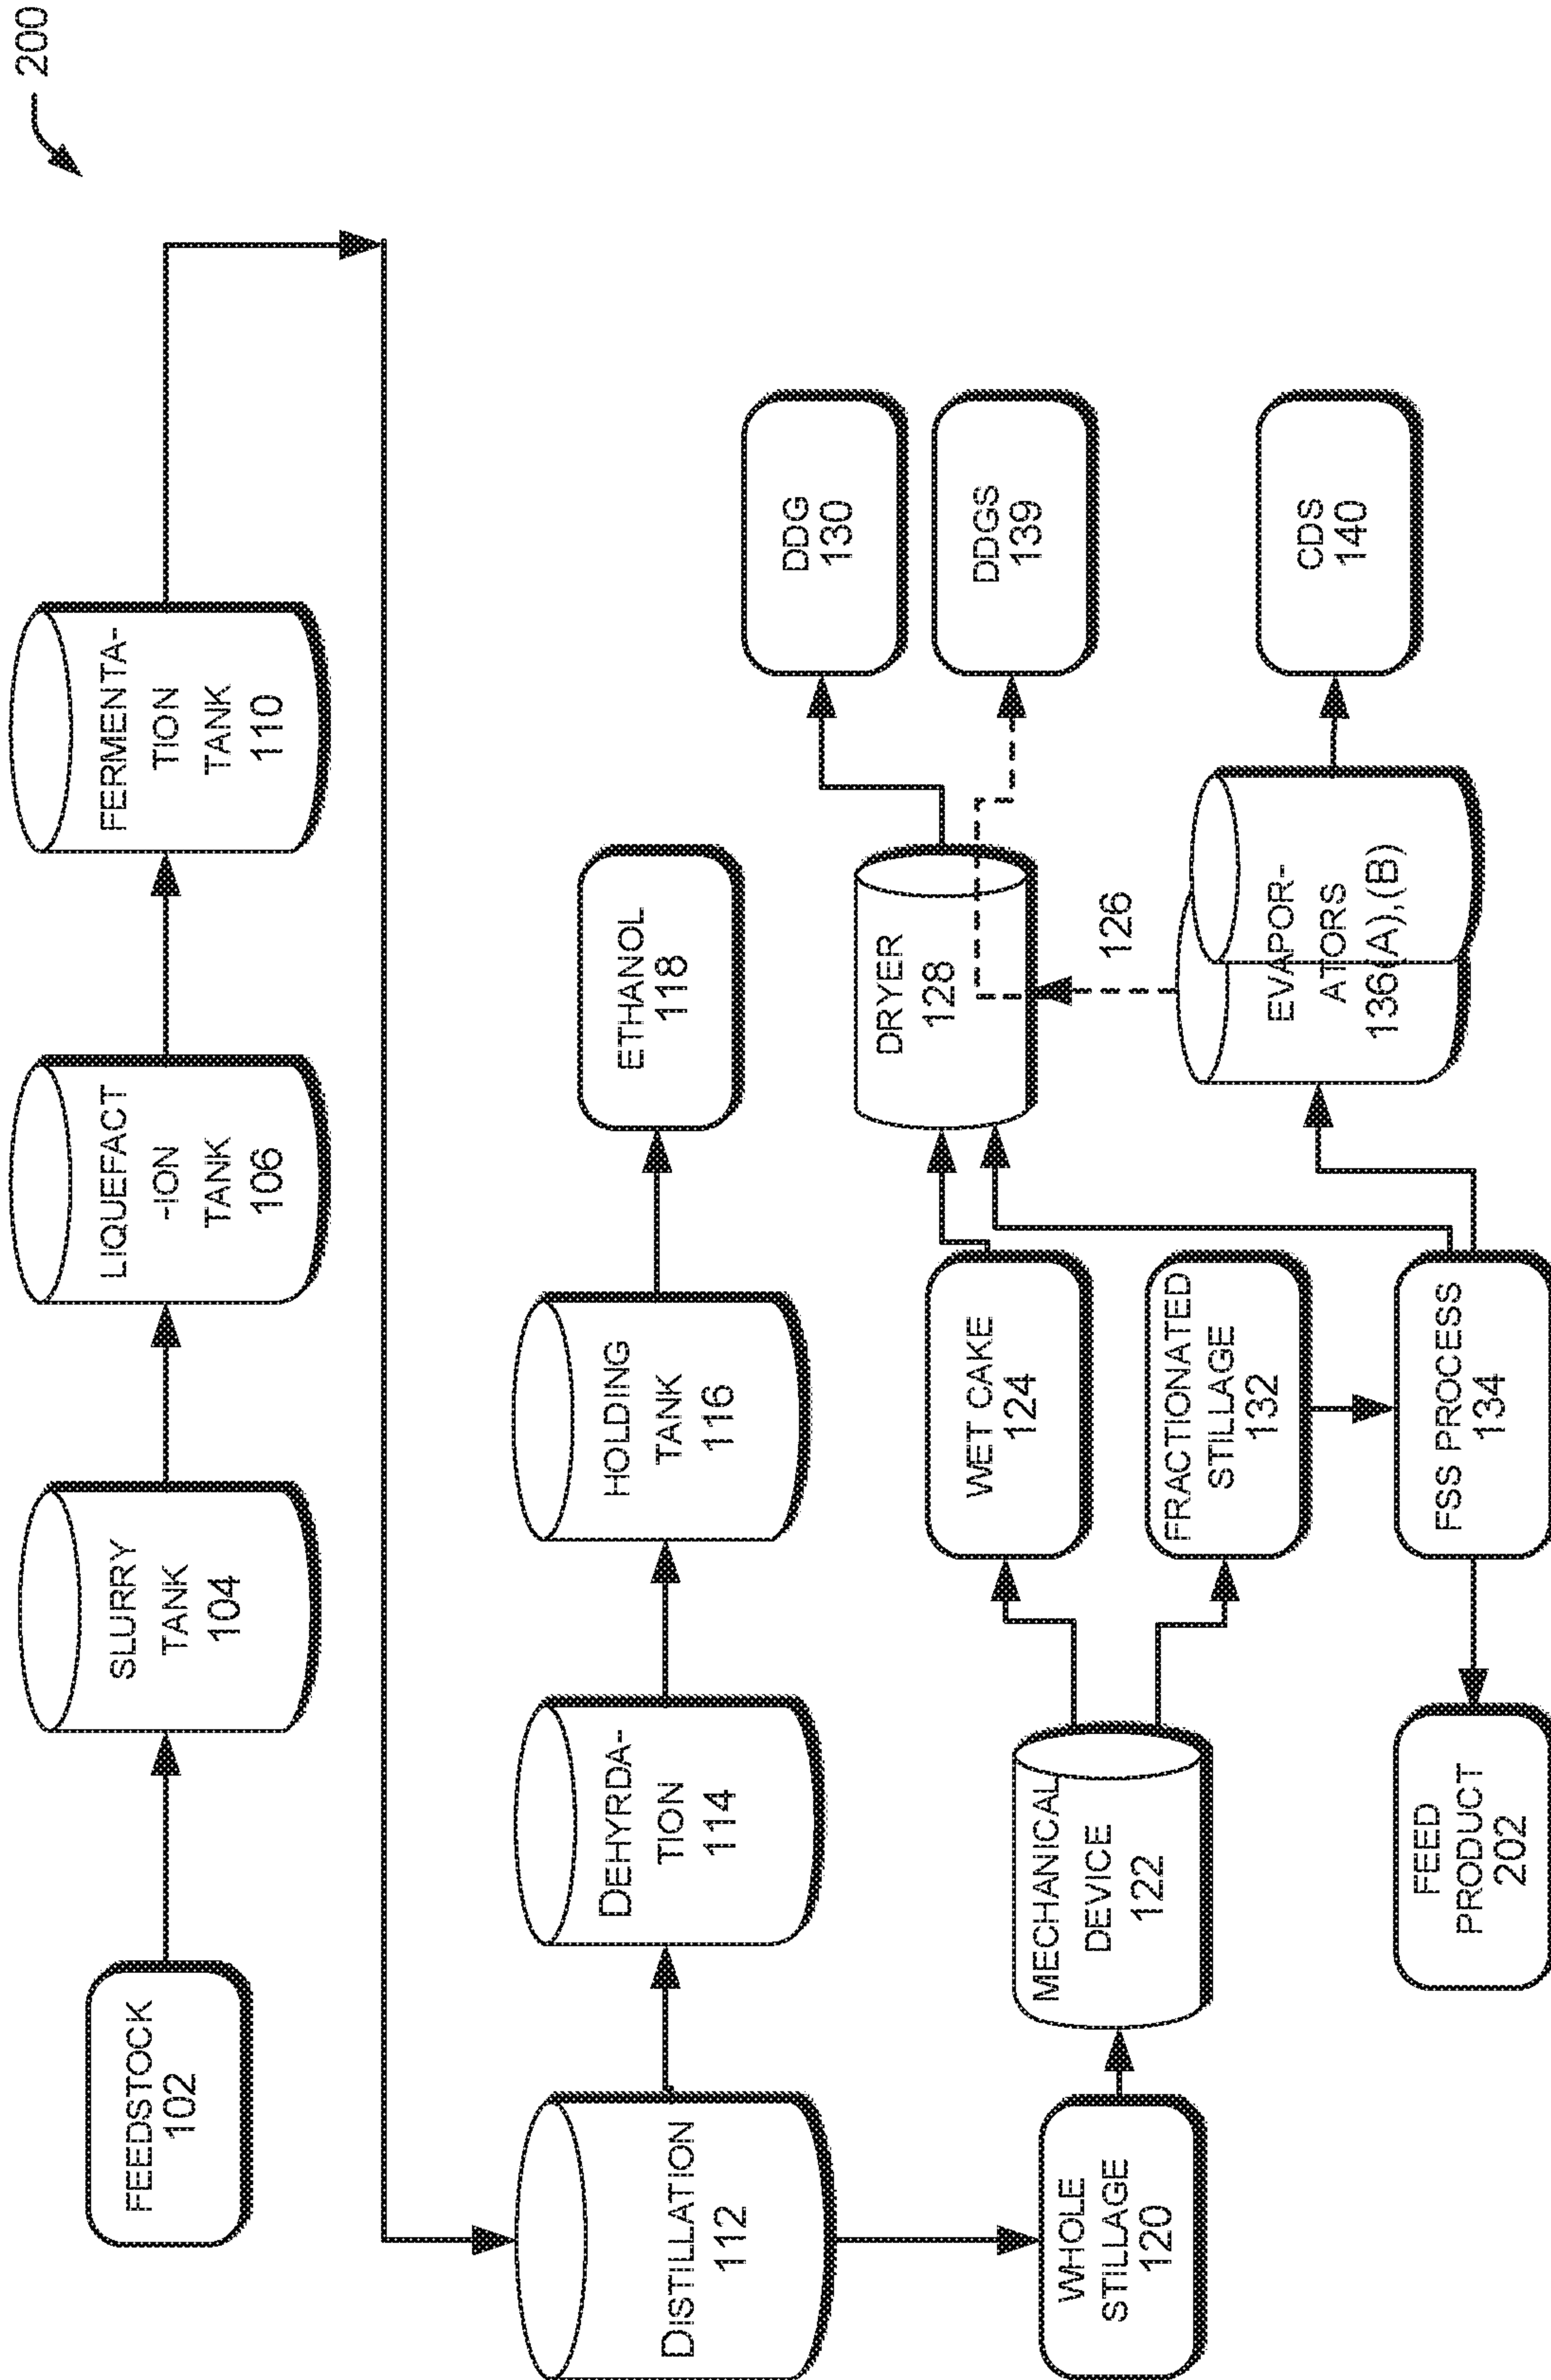 200
FEEDSTOCK
102
SLURRY
TANK
104
LIQUEFACT
-ION
TANK
106
FERMENTA-
TION
TANK
110
DISTILLATION
112
DEHYRDA-
TION
114
HOLDING
TANK
116
ETHANOL
118
WHOLE
STILLAGE
120
MECHANICAL
DEVICE
122
WET CAKE
124
DRYER
128
DDG
130
DDGS
139
FRACTIONATED
STILLAGE
132
126
EVAPOR-
ATORS
136(A),(B)
CDS
140
FEED
PRODUCT
202
FSS PROCESS
134